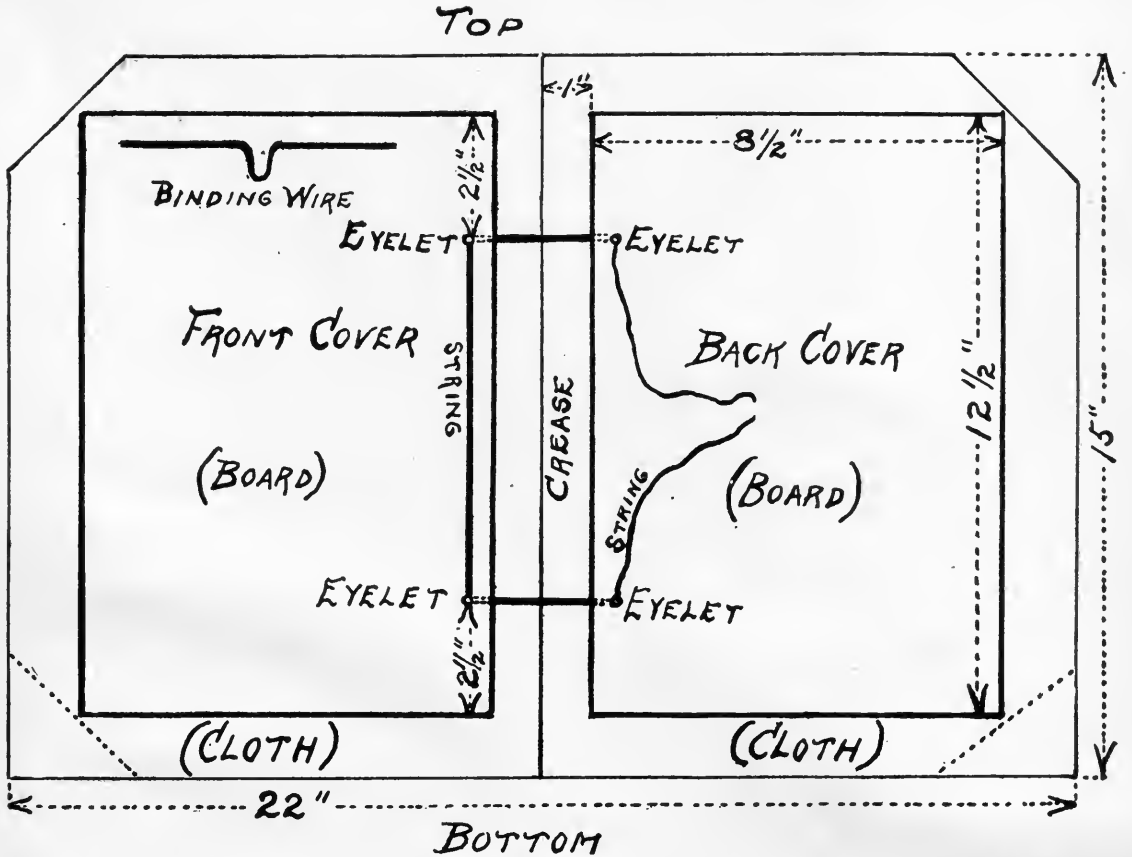 TOP
1"
8½"
2½"
BINDING WIRE
EYELET
EYELET
FRONT COVER
STRING
BACK COVER
12½"
15"
CREASE
(BOARD)
(BOARD)
STRING
EYELET
EYELET
2½"
(CLOTH)
(CLOTH)
22"
BOTTOM